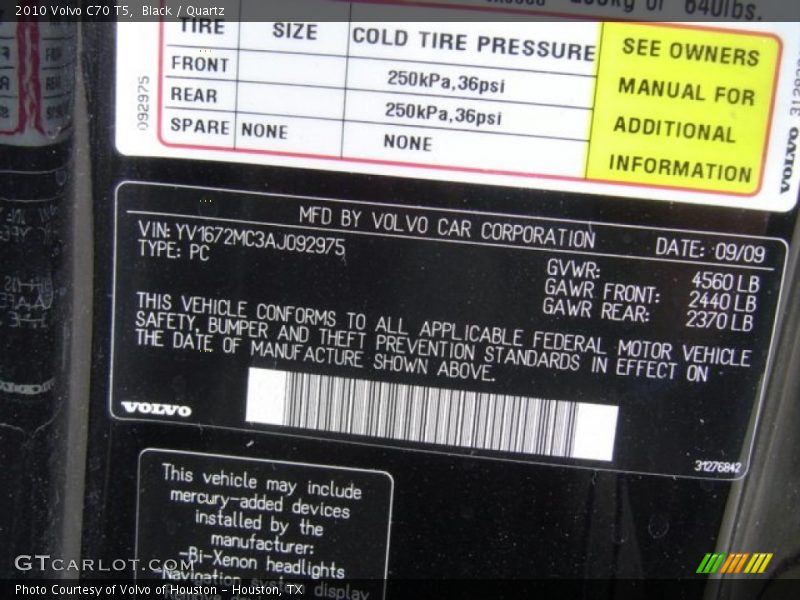 2010 Volvo C70 T5, Black / Quartz
or 640lbs.
TIRE SIZE COLD TIRE PRESSURE
FRONT 250kPa,36psi
REAR 250kPa,36psi
SPARE NONE NONE
SEE OWNERS
MANUAL FOR
ADDITIONAL
INFORMATION
092975
VOLVO
MFD BY VOLVO CAR CORPORATION DATE: 09/09
VIN: YV1672MC3AJ092975
TYPE: PC
GVWR: 4560 LB
GAWR FRONT: 2440 LB
GAWR REAR: 2370 LB
THIS VEHICLE CONFORMS TO ALL APPLICABLE FEDERAL MOTOR VEHICLE
SAFETY, BUMPER AND THEFT PREVENTION STANDARDS IN EFFECT ON
THE DATE OF MANUFACTURE SHOWN ABOVE.
VOLVO
31276842
This vehicle may include
mercury-added devices
installed by the
manufacturer:
-Bi-Xenon headlights
Navigation system display
GTcarlot.com
Photo Courtesy of Volvo of Houston - Houston, TX